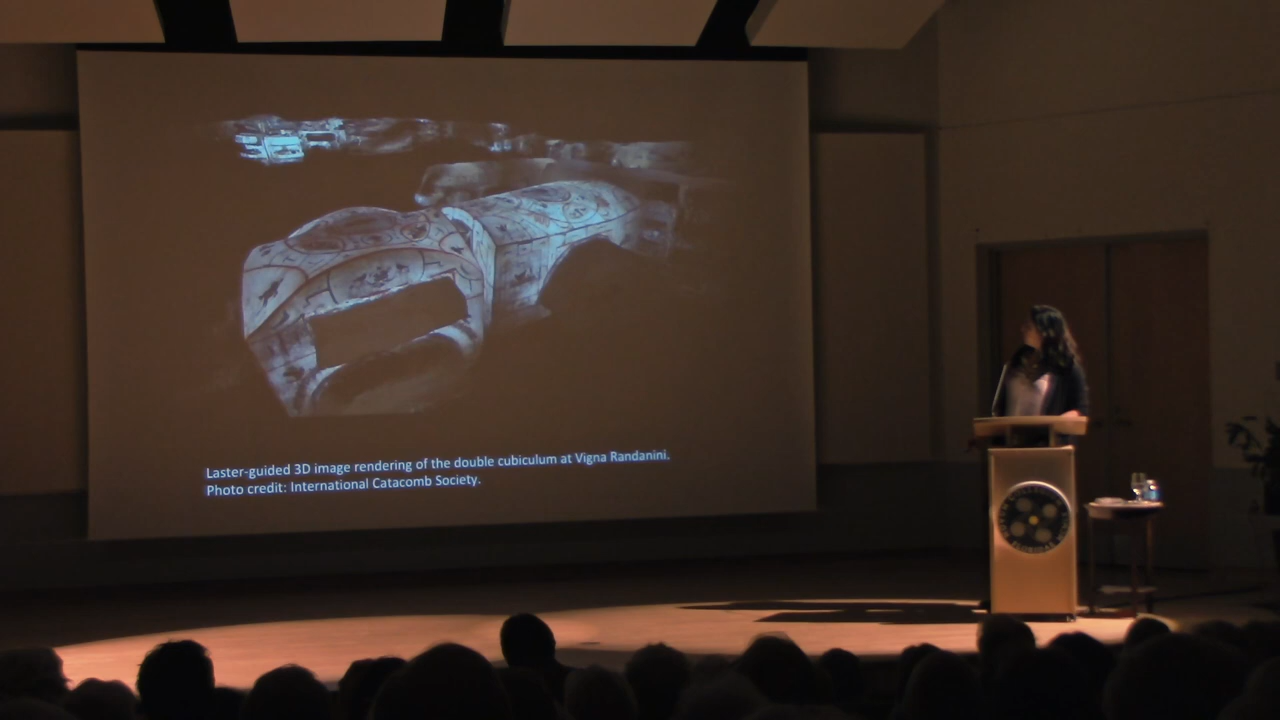 Laster-guided 3D image rendering of the double cubiculum at Vigna Randanini.
Photo credit: International Catacomb Society.